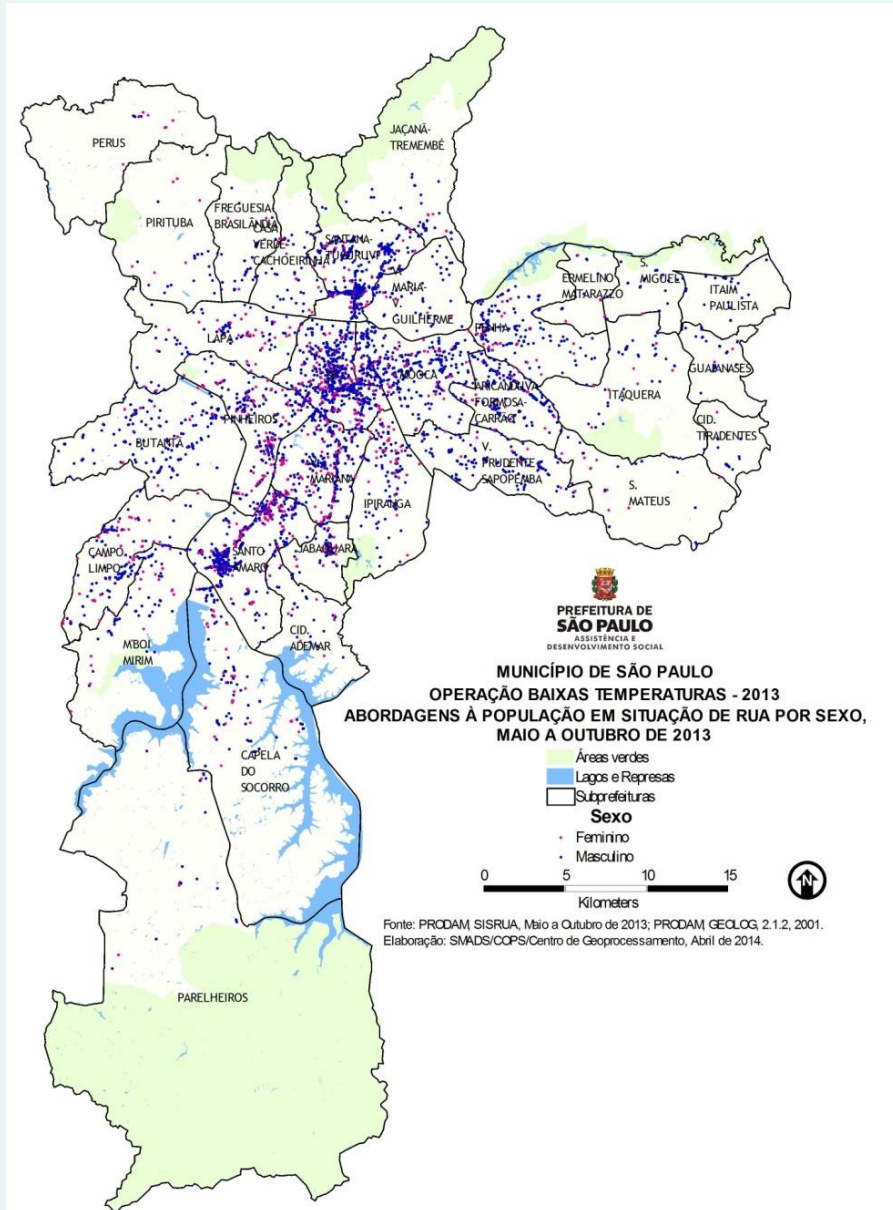 PERUS
JAÇANÃ-
TREMEMBÉ
PIRITUBA
FREGUESIA-
BRASILÂNDIA
CASA
VERDE-
CACHOEIRINHA
SANTANA-
TUCURUVI
V.
MARIA-
V.
GUILHERME
ERMELINO
MATARAZZO
S.
MIGUEL
ITAIM
PAULISTA
PENHA
LAPA
MOOCA
ARICANDUVA-
FORMOSA-
CARRÃO
ITAQUERA
GUAIANASES
CID.
TIRADENTES
PINHEIROS
BUTANTÃ
V.
PRUDENTE-
SAPOPEMBA
S.
MATEUS
MARIANA
IPIRANGA
CAMPO
LIMPO
SANTO
AMARO
JABAQUARA
CID.
ADEMAR
M'BOI
MIRIM
CAPELA
DO
SOCORRO
PARELHEIROS
PREFEITURA DE
SÃO PAULO
ASSISTÊNCIA E
DESENVOLVIMENTO SOCIAL
MUNICÍPIO DE SÃO PAULO
OPERAÇÃO BAIXAS TEMPERATURAS - 2013
ABORDAGENS À POPULAÇÃO EM SITUAÇÃO DE RUA POR SEXO,
MAIO A OUTUBRO DE 2013
Áreas verdes
Lagos e Represas
Subprefeituras
Sexo
Feminino
Masculino
0 5 10 15
Kilometers
N
Fonte: PRODAM, SISRUA, Maio a Outubro de 2013; PRODAM, GEOLOG, 2.1.2, 2001.
Elaboração: SMADS/COPS/Centro de Geoprocessamento, Abril de 2014.